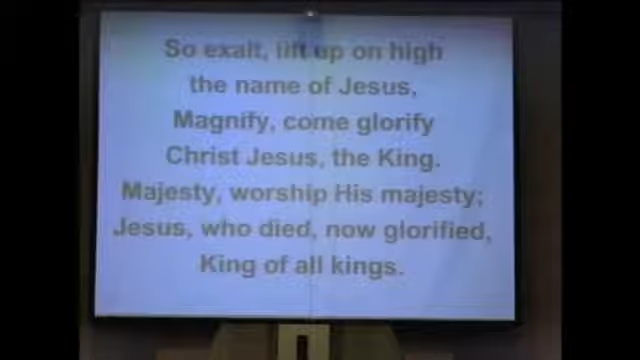 So exalt, lift up on high
the name of Jesus,
Magnify, come glorify
Christ Jesus, the King.
Majesty, worship His majesty;
Jesus, who died, now glorified,
King of all kings.